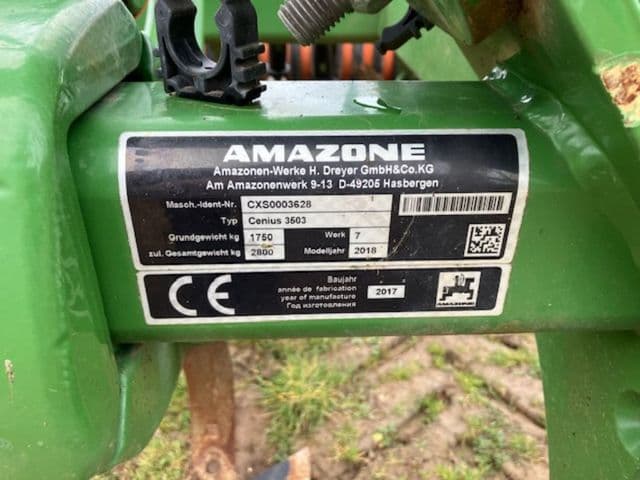 AMAZONE
Amazonen-Werke H. Dreyer GmbH&Co.KG
Am Amazonenwerk 9-13 D-49205 Hasbergen
Masch.-Ident-Nr. CXS0003628
Typ Cenius 3503
Grundgewicht kg 1750 Werk 7
zul. Gesamtgewicht kg 2800 Modelljahr 2018
CE
Baujahr
année de fabrication
year of manufacture
Год изготовления
2017
AMAZONE